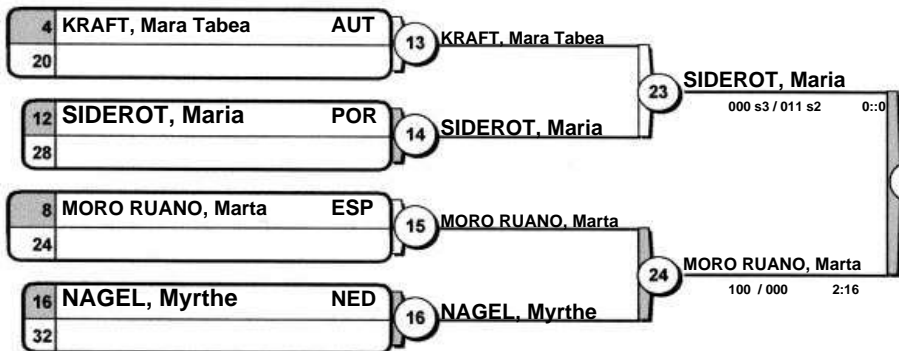 4 KRAFT, Mara Tabea AUT
20
13 KRAFT, Mara Tabea
12 SIDEROT, Maria POR
28
14 SIDEROT, Maria
23 SIDEROT, Maria
000 s3 / 011 s2 0::0
8 MORO RUANO, Marta ESP
24
15 MORO RUANO, Marta
16 NAGEL, Myrthe NED
32
16 NAGEL, Myrthe
24 MORO RUANO, Marta
100 / 000 2:16